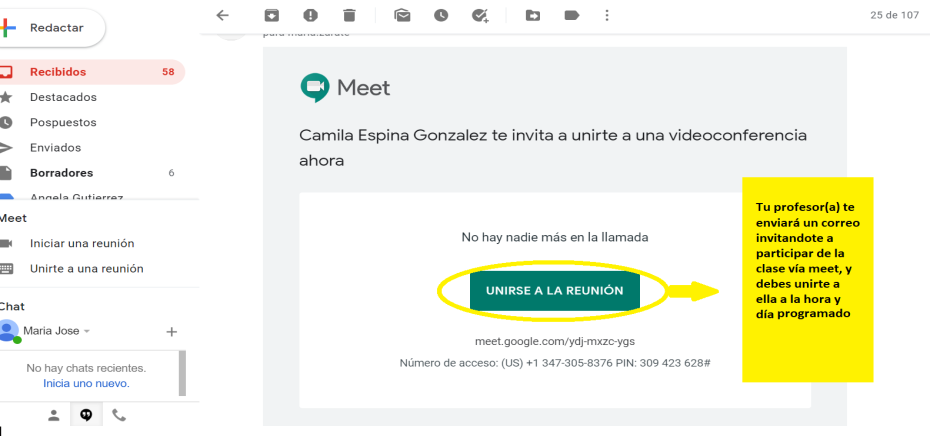 Redactar
25 de 107
Recibidos 58
Destacados
Pospuestos
Enviados
Borradores 6
Angela Gutierrez
Meet
Iniciar una reunión
Unirte a una reunión
Chat
Maria Jose
No hay chats recientes.
Inicia uno nuevo.
para maria.zarate
Meet
Camila Espina Gonzalez te invita a unirte a una videoconferencia
ahora
No hay nadie más en la llamada
UNIRSE A LA REUNIÓN
meet.google.com/ydj-mxzc-ygs
Número de acceso: (US) +1 347-305-8376 PIN: 309 423 628#
Tu profesor(a) te
enviará un correo
invitandote a
participar de la
clase vía meet, y
debes unirte a
ella a la hora y
día programado